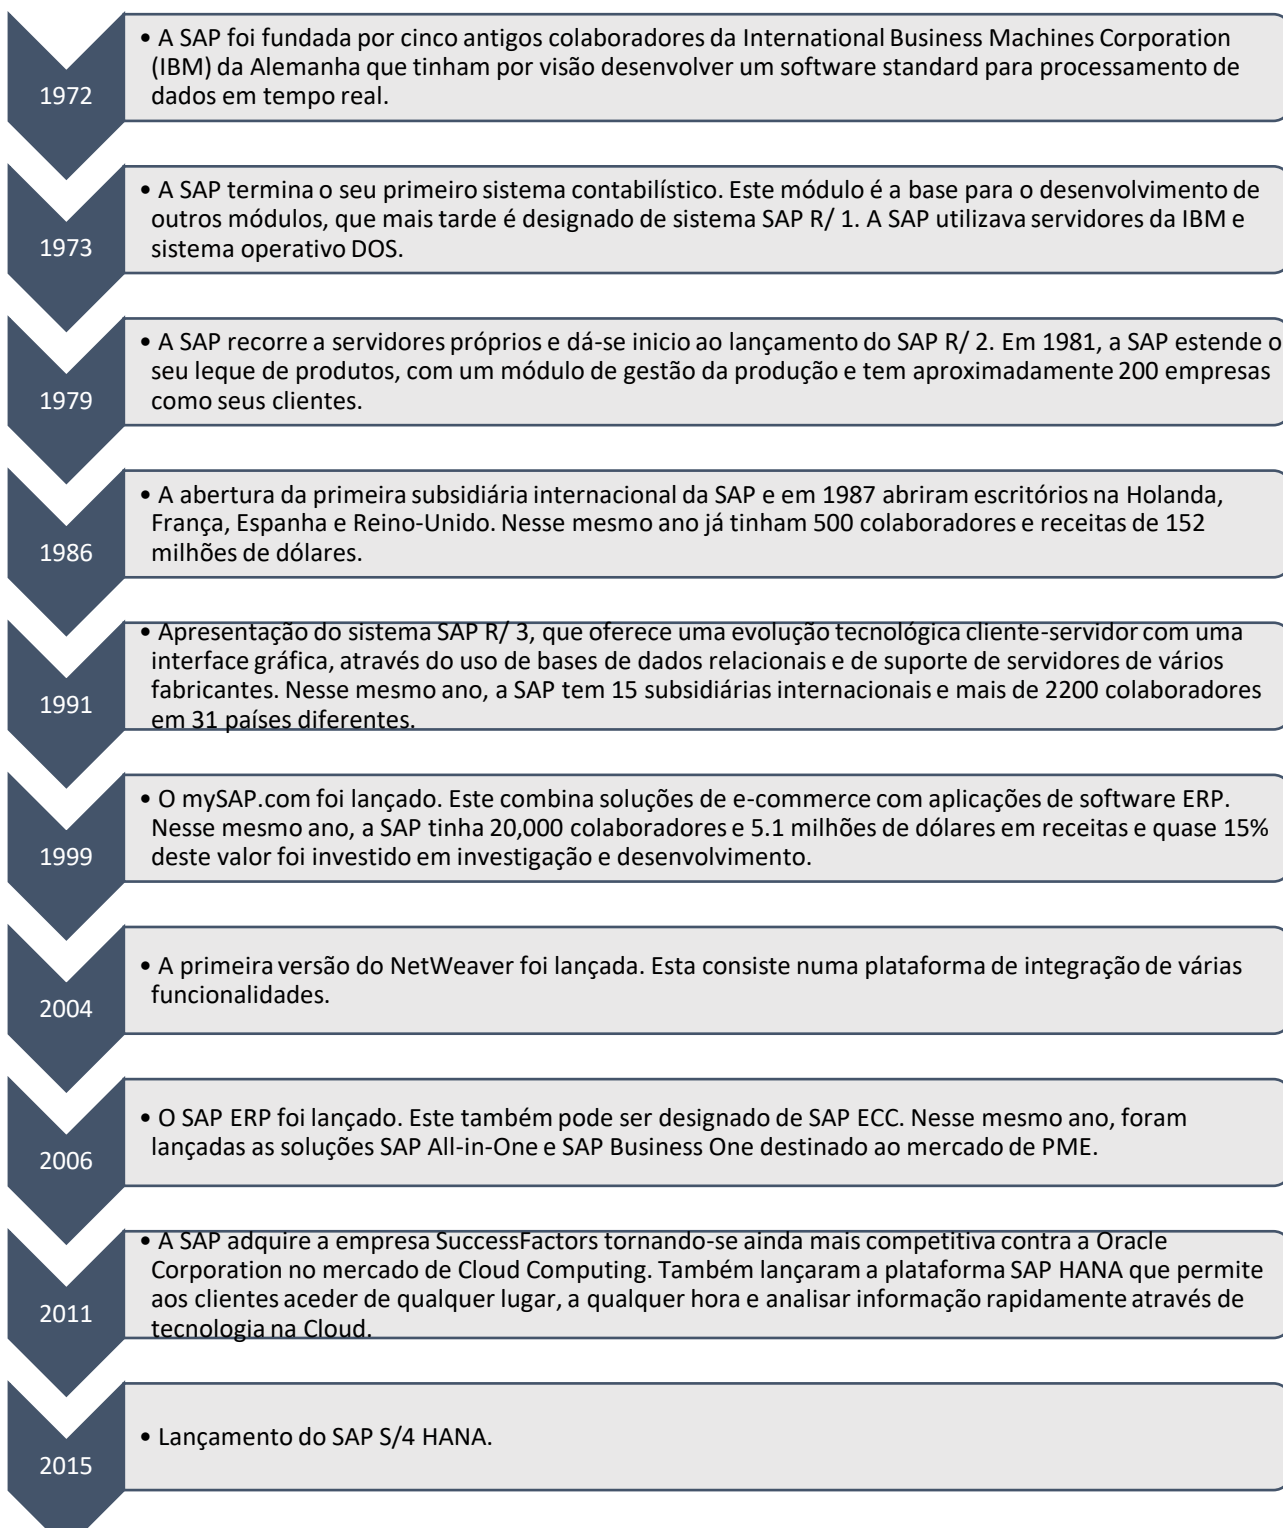 1972
• A SAP foi fundada por cinco antigos colaboradores da International Business Machines Corporation
(IBM) da Alemanha que tinham por visão desenvolver um software standard para processamento de
dados em tempo real.
1973
• A SAP termina o seu primeiro sistema contabilístico. Este módulo é a base para o desenvolvimento de
outros módulos, que mais tarde é designado de sistema SAP R/ 1. A SAP utilizava servidores da IBM e
sistema operativo DOS.
1979
• A SAP recorre a servidores próprios e dá-se inicio ao lançamento do SAP R/ 2. Em 1981, a SAP estende o
seu leque de produtos, com um módulo de gestão da produção e tem aproximadamente 200 empresas
como seus clientes.
1986
• A abertura da primeira subsidiária internacional da SAP e em 1987 abriram escritórios na Holanda,
França, Espanha e Reino-Unido. Nesse mesmo ano já tinham 500 colaboradores e receitas de 152
milhões de dólares.
1991
• Apresentação do sistema SAP R/ 3, que oferece uma evolução tecnológica cliente-servidor com uma
interface gráfica, através do uso de bases de dados relacionais e de suporte de servidores de vários
fabricantes. Nesse mesmo ano, a SAP tem 15 subsidiárias internacionais e mais de 2200 colaboradores
em 31 países diferentes.
1999
• O mySAP.com foi lançado. Este combina soluções de e-commerce com aplicações de software ERP.
Nesse mesmo ano, a SAP tinha 20,000 colaboradores e 5.1 milhões de dólares em receitas e quase 15%
deste valor foi investido em investigação e desenvolvimento.
2004
• A primeira versão do NetWeaver foi lançada. Esta consiste numa plataforma de integração de várias
funcionalidades.
2006
• O SAP ERP foi lançado. Este também pode ser designado de SAP ECC. Nesse mesmo ano, foram
lançadas as soluções SAP All-in-One e SAP Business One destinado ao mercado de PME.
2011
• A SAP adquire a empresa SuccessFactors tornando-se ainda mais competitiva contra a Oracle
Corporation no mercado de Cloud Computing. Também lançaram a plataforma SAP HANA que permite
aos clientes aceder de qualquer lugar, a qualquer hora e analisar informação rapidamente através de
tecnologia na Cloud.
2015
• Lançamento do SAP S/4 HANA.